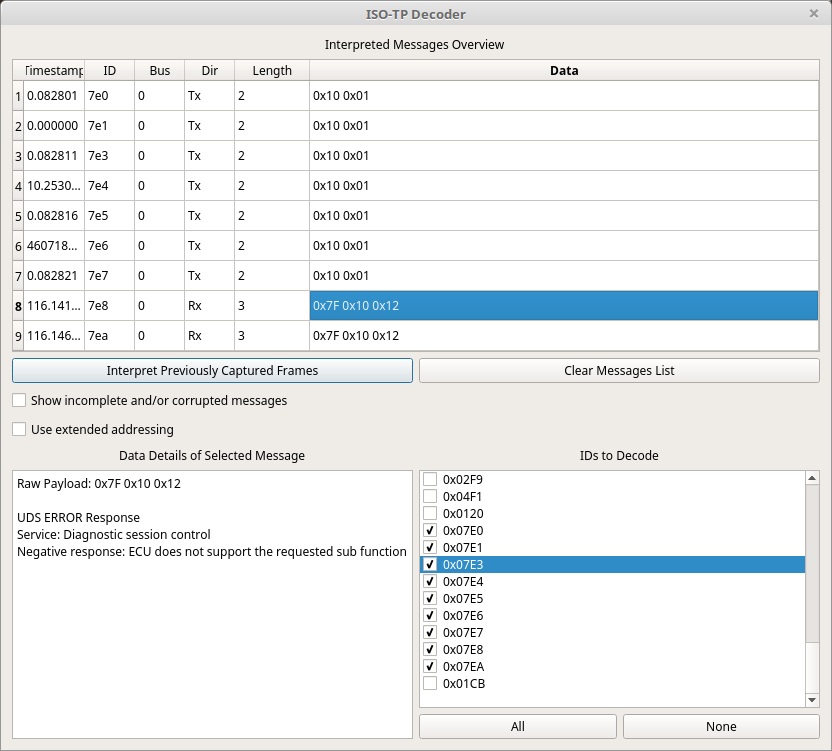 ISO-TP Decoder
Interpreted Messages Overview
Timestamp ID Bus Dir Length Data
1 0.082801 7e0 0 Tx 2 0x10 0x01
2 0.000000 7e1 0 Tx 2 0x10 0x01
3 0.082811 7e3 0 Tx 2 0x10 0x01
4 10.2530... 7e4 0 Tx 2 0x10 0x01
5 0.082816 7e5 0 Tx 2 0x10 0x01
6 460718... 7e6 0 Tx 2 0x10 0x01
7 0.082821 7e7 0 Tx 2 0x10 0x01
8 116.141... 7e8 0 Rx 3 0x7F 0x10 0x12
9 116.146... 7ea 0 Rx 3 0x7F 0x10 0x12
Interpret Previously Captured Frames
Clear Messages List
Show incomplete and/or corrupted messages
Use extended addressing
Data Details of Selected Message
Raw Payload: 0x7F 0x10 0x12
UDS ERROR Response
Service: Diagnostic session control
Negative response: ECU does not support the requested sub function
IDs to Decode
0x02F9
0x04F1
0x0120
0x07E0
0x07E1
0x07E3
0x07E4
0x07E5
0x07E6
0x07E7
0x07E8
0x07EA
0x01CB
All
None